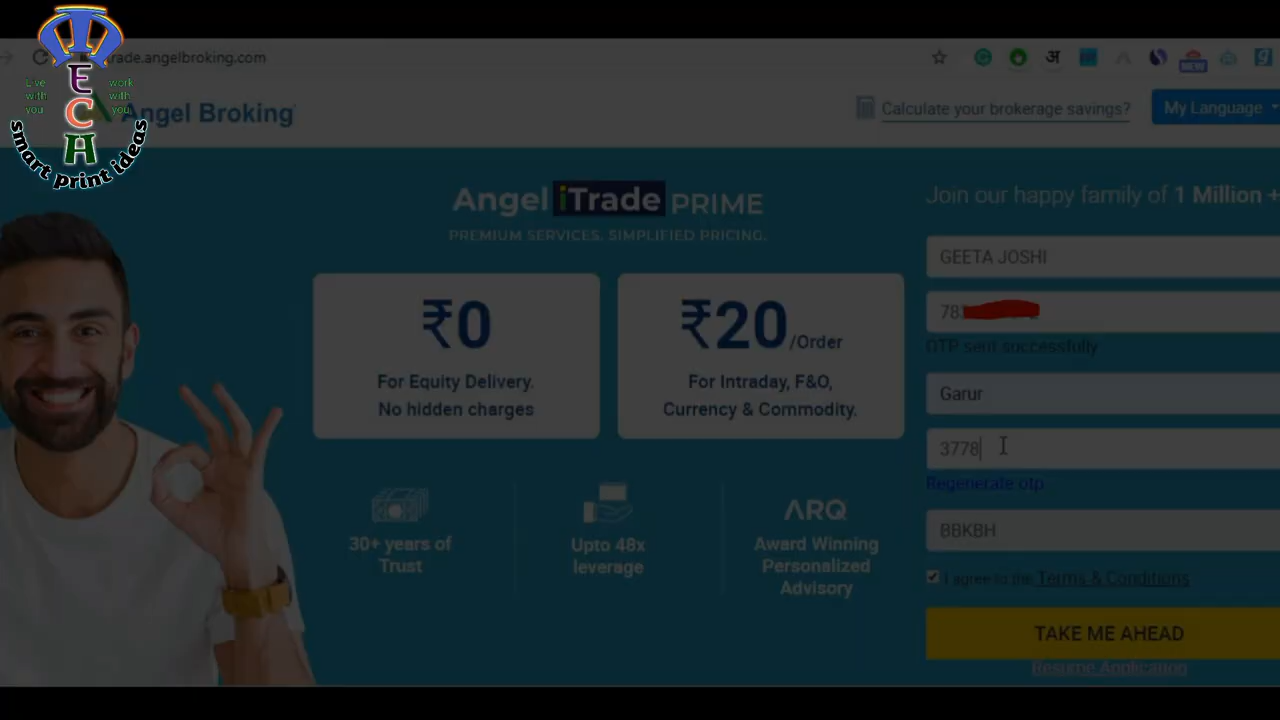 TECH
Live with you
work with you
smart print ideas
trade.angelbroking.com
NEW
Angel Broking
Calculate your brokerage savings?
My Language
Angel iTrade PRIME
PREMIUM SERVICES. SIMPLIFIED PRICING.
Join our happy family of 1 Million +
₹0
For Equity Delivery.
No hidden charges
₹20 /Order
For Intraday, F&O,
Currency & Commodity.
GEETA JOSHI
OTP sent successfully
Garur
3778
Regenerate otp
BBKBH
I agree to the Terms & Conditions
TAKE ME AHEAD
Resume Application
30+ years of
Trust
Upto 48x
leverage
ARQ
Award Winning
Personalized
Advisory